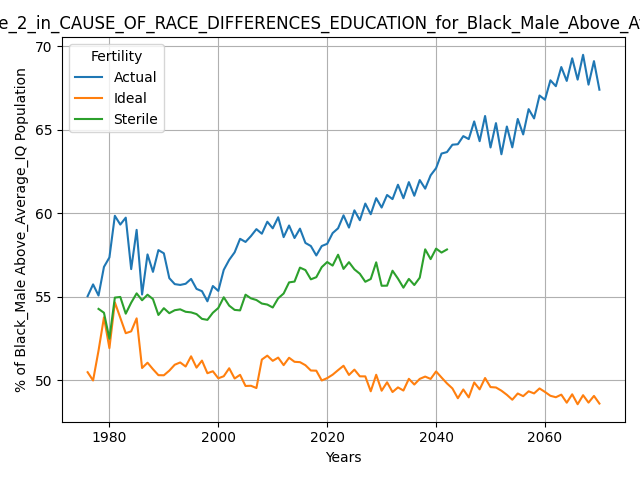 e_2_in_CAUSE_OF_RACE_DIFFERENCES_EDUCATION_for_Black_Male_Above_A
Fertility
Actual
Ideal
Sterile
% of Black_Male Above_Average_IQ Population
70
65
60
55
50
1980
2000
2020
2040
2060
Years